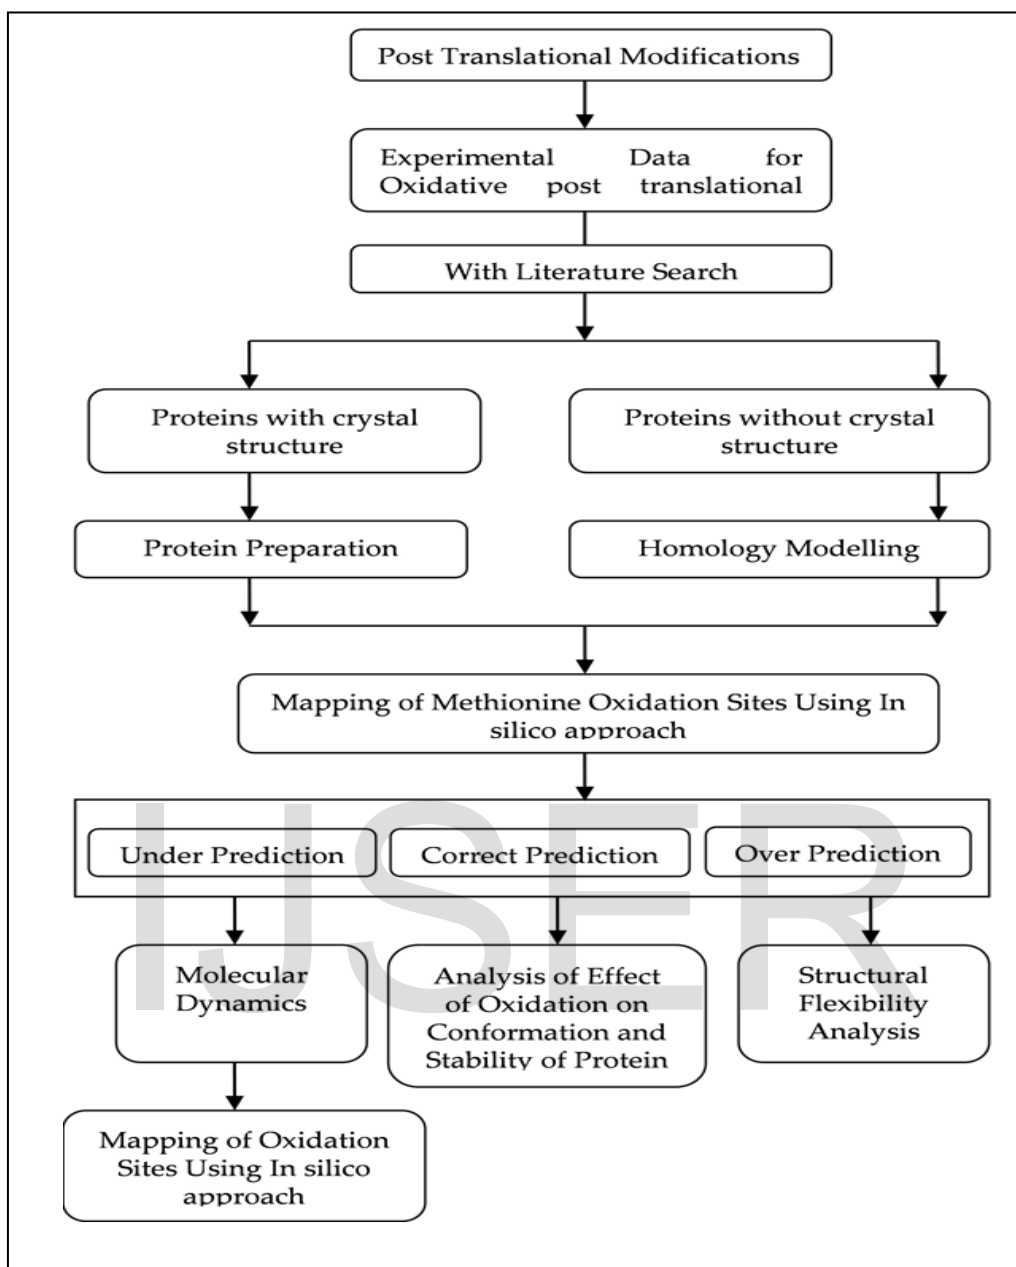 Post Translational Modifications
Experimental Data for
Oxidative post translational
With Literature Search
Proteins with crystal
structure
Proteins without crystal
structure
Protein Preparation
Homology Modelling
Mapping of Methionine Oxidation Sites Using In
silico approach
Under Prediction
Correct Prediction
Over Prediction
Molecular
Dynamics
Analysis of Effect
of Oxidation on
Conformation and
Stability of Protein
Structural
Flexibility
Analysis
Mapping of Oxidation
Sites Using In silico
approach
IJSER